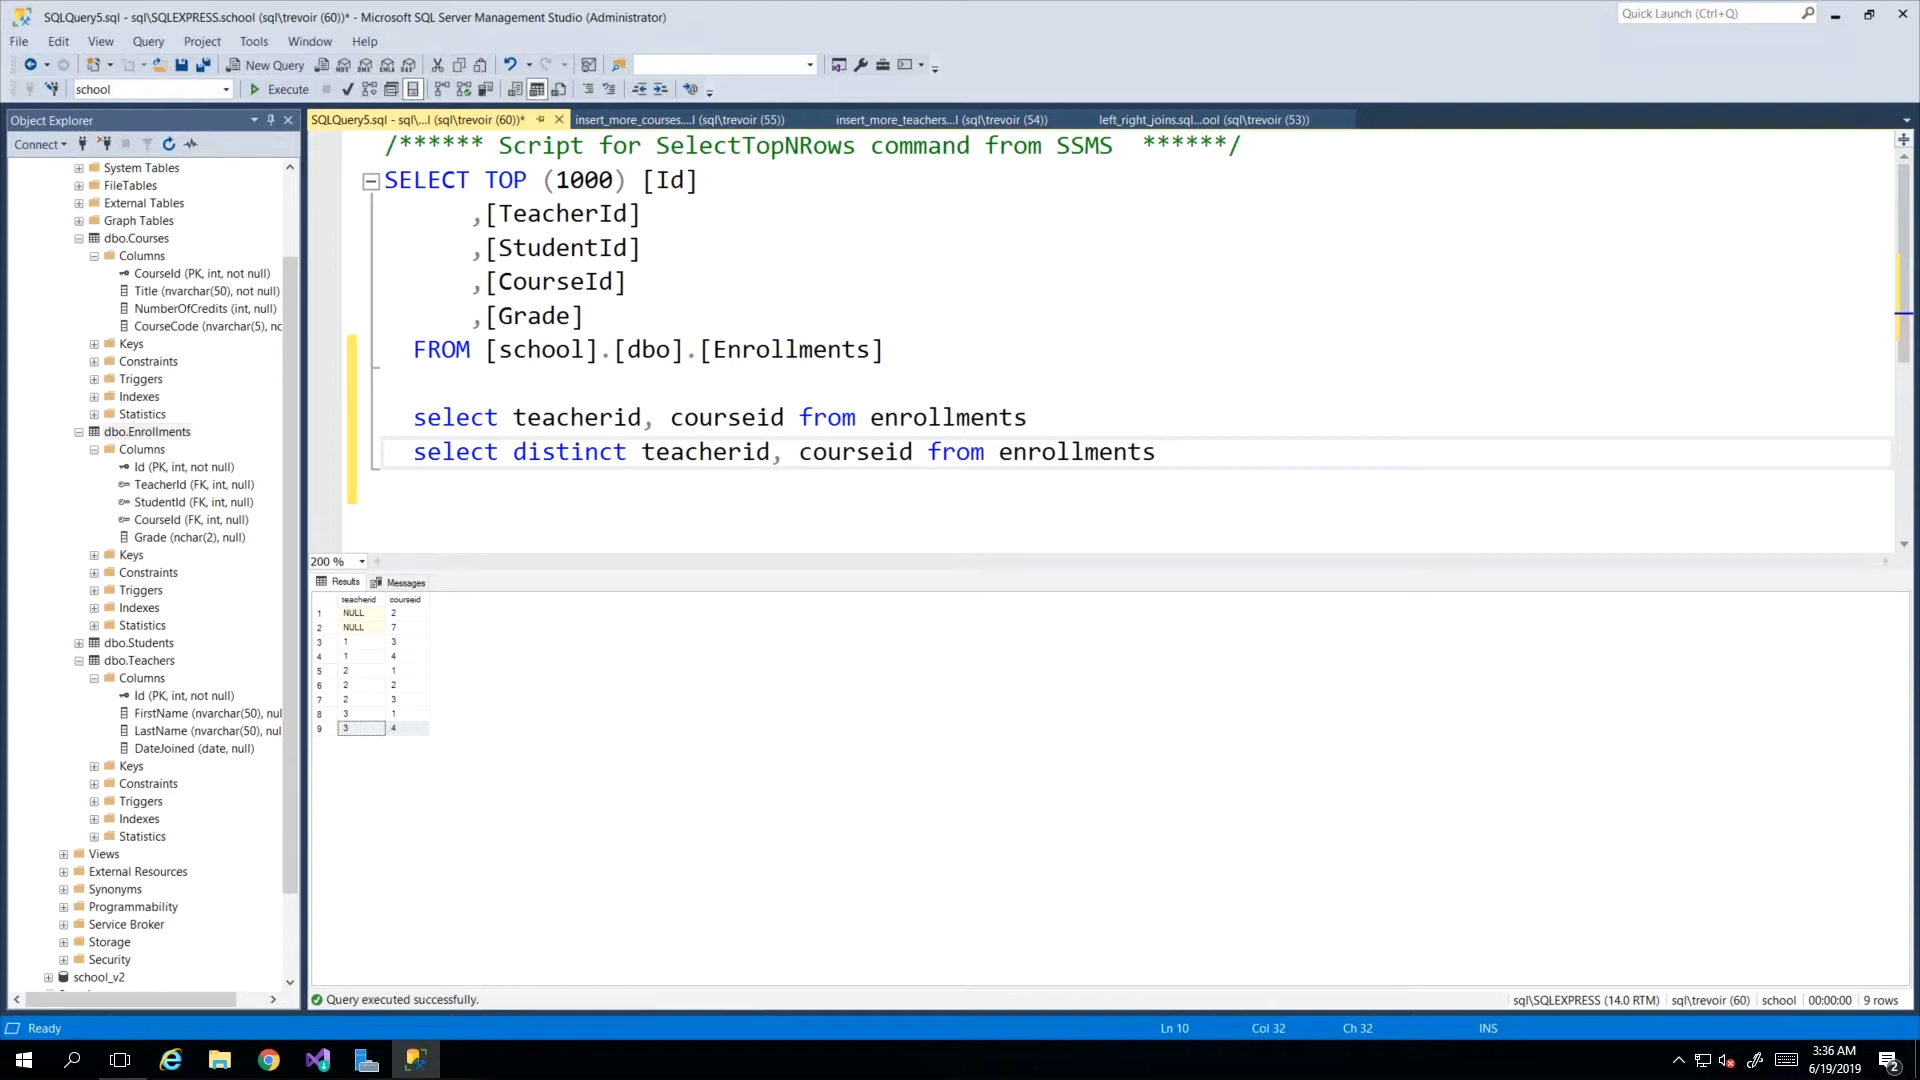 SQLQuery5.sql - sql\SQLEXPRESS.school (sql\trevoir (60))* - Microsoft SQL Server Management Studio (Administrator)
Quick Launch (Ctrl+Q)
File Edit View Query Project Tools Window Help
New Query
school Execute
Object Explorer
SQLQuery5.sql - sql\...l (sql\trevoir (60))* insert_more_courses....l (sql\trevoir (55)) insert_more_teachers...l (sql\trevoir (54)) left_right_joins.sql...ool (sql\trevoir (53))
Connect
System Tables
FileTables
External Tables
Graph Tables
dbo.Courses
Columns
CourseId (PK, int, not null)
Title (nvarchar(50), not null)
NumberOfCredits (int, null)
CourseCode (nvarchar(5), nc
Keys
Constraints
Triggers
Indexes
Statistics
dbo.Enrollments
Columns
Id (PK, int, not null)
TeacherId (FK, int, null)
StudentId (FK, int, null)
CourseId (FK, int, null)
Grade (nchar(2), null)
Keys
Constraints
Triggers
Indexes
Statistics
dbo.Students
dbo.Teachers
Columns
Id (PK, int, not null)
FirstName (nvarchar(50), nul
LastName (nvarchar(50), nul
DateJoined (date, null)
Keys
Constraints
Triggers
Indexes
Statistics
Views
External Resources
Synonyms
Programmability
Service Broker
Storage
Security
school_v2
/****** Script for SelectTopNRows command from SSMS ******/
SELECT TOP (1000) [Id]
,[TeacherId]
,[StudentId]
,[CourseId]
,[Grade]
FROM [school].[dbo].[Enrollments]
select teacherid, courseid from enrollments
select distinct teacherid, courseid from enrollments
200 %
Results Messages
teacherid courseid
1 NULL 2
2 NULL 7
3 1 3
4 1 4
5 2 1
6 2 2
7 2 3
8 3 1
9 3 4
Query executed successfully. sql\SQLEXPRESS (14.0 RTM) sql\trevoir (60) school 00:00:00 9 rows
Ready Ln 10 Col 32 Ch 32 INS
3:36 AM
6/19/2019
2